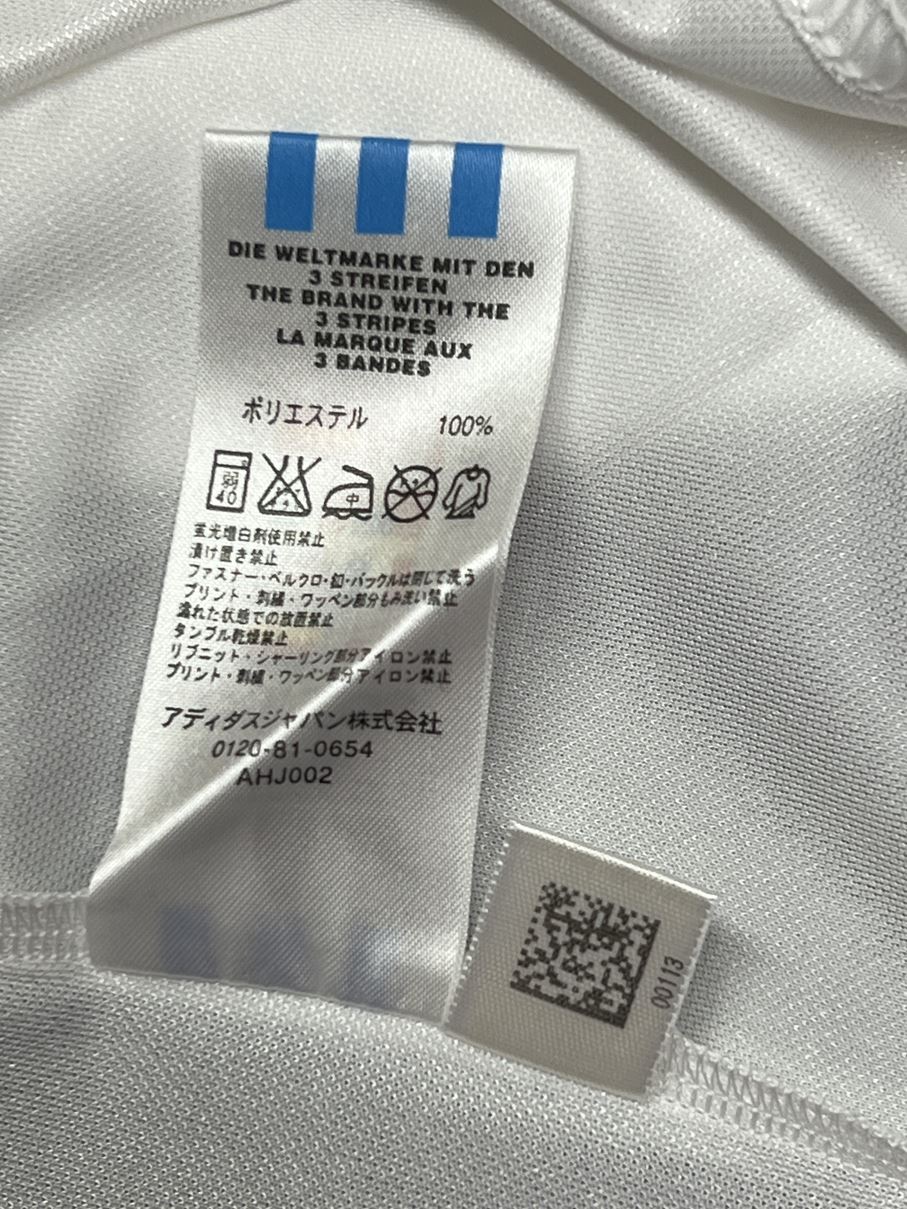 DIE WELTMARKE MIT DEN
3 STREIFEN
THE BRAND WITH THE
3 STRIPES
LA MARQUE AUX
3 BANDES
ポリエステル 100%
弱
40
中
蛍光増白剤使用禁止
漬け置き禁止
ファスナー・ベルクロ・釦・バックルは閉じて洗う
プリント・刺繍・ワッペン部分もみ洗い禁止
濡れた状態での放置禁止
タンブル乾燥禁止
リブニット・シャーリング部分アイロン禁止
プリント・刺繍・ワッペン部分アイロン禁止
アディダスジャパン株式会社
0120-81-0654
AHJ002
00113